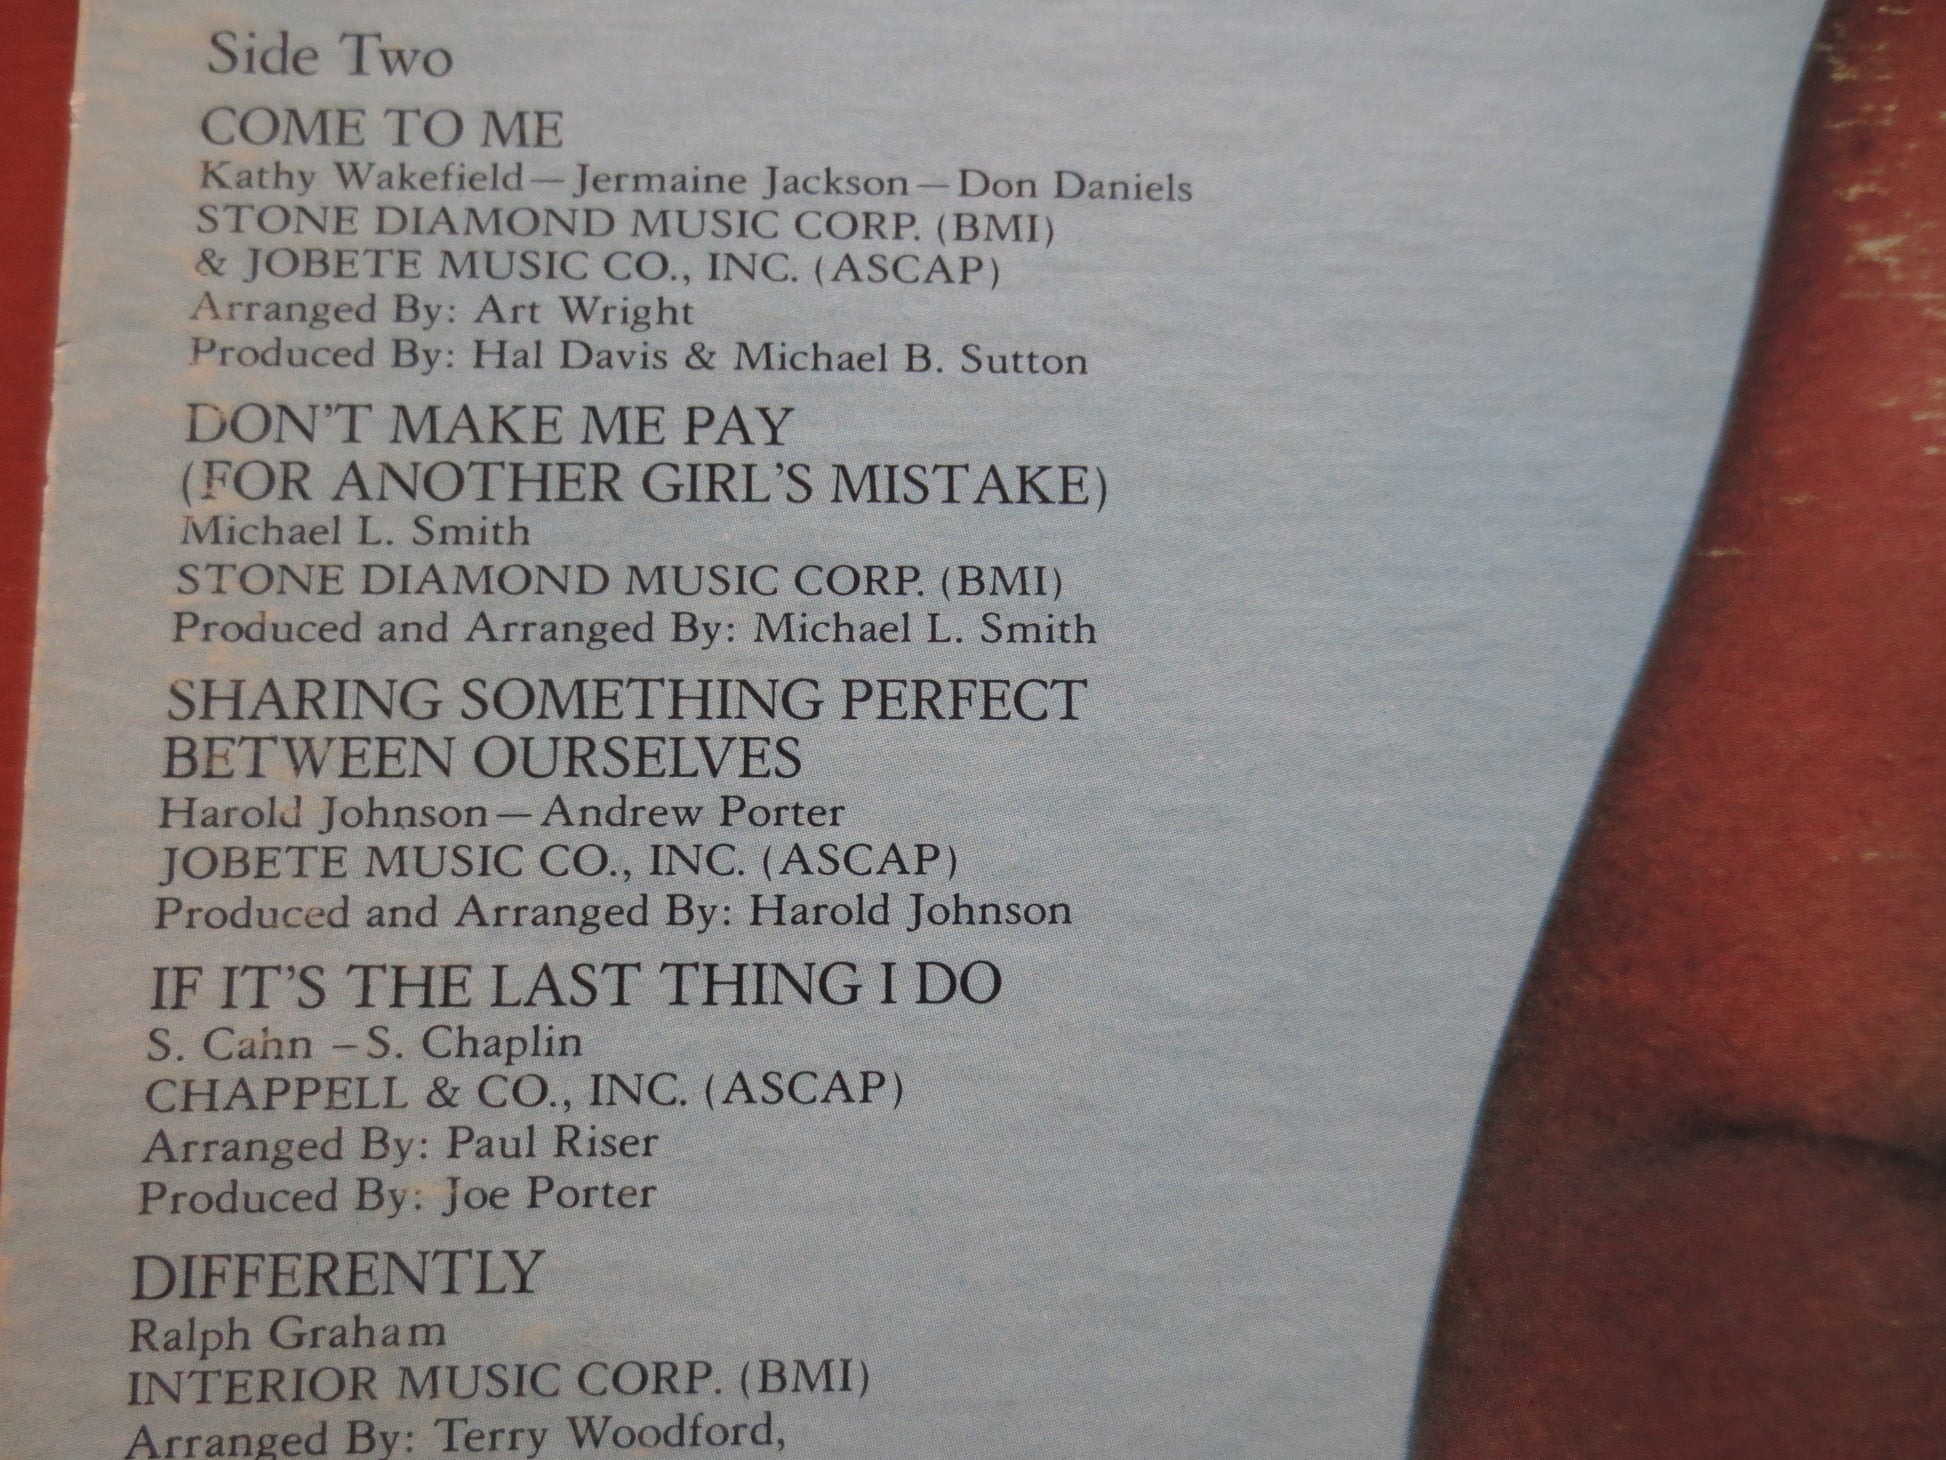 Side Two
COME TO ME
Kathy Wakefield—Jermaine Jackson—Don Daniels
STONE DIAMOND MUSIC CORP. (BMI)
& JOBETE MUSIC CO., INC. (ASCAP)
Arranged By: Art Wright
Produced By: Hal Davis & Michael B. Sutton
DON'T MAKE ME PAY
(FOR ANOTHER GIRL'S MISTAKE)
Michael L. Smith
STONE DIAMOND MUSIC CORP. (BMI)
Produced and Arranged By: Michael L. Smith
SHARING SOMETHING PERFECT
BETWEEN OURSELVES
Harold Johnson—Andrew Porter
JOBETE MUSIC CO., INC. (ASCAP)
Produced and Arranged By: Harold Johnson
IF IT'S THE LAST THING I DO
S. Cahn –S. Chaplin
CHAPPELL & CO., INC. (ASCAP)
Arranged By: Paul Riser
Produced By: Joe Porter
DIFFERENTLY
Ralph Graham
INTERIOR MUSIC CORP. (BMI)
Arranged By: Terry Woodford,